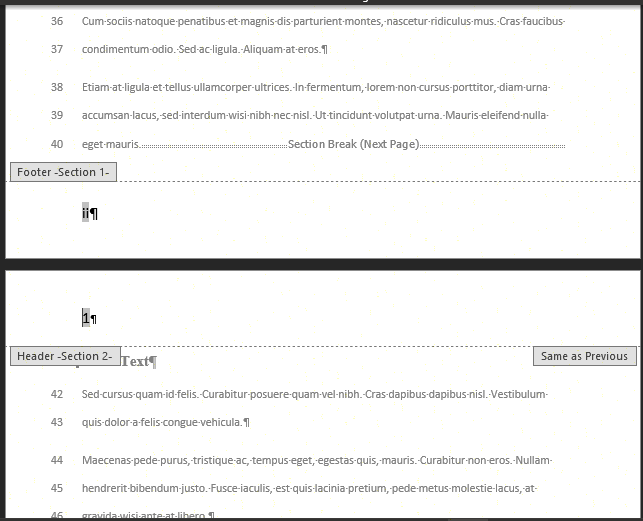 36 Cum·sociis·natoque·penatibus·et·magnis·dis·parturient·montes,·nascetur·ridiculus·mus.·Cras·faucibus·
37 condimentum·odio.·Sed·ac·ligula.·Aliquam·at·eros.¶
38 Etiam·at·ligula·et·tellus·ullamcorper·ultrices.·In·fermentum,·lorem·non·cursus·porttitor,·diam·urna·
39 accumsan·lacus,·sed·interdum·wisi·nibh·nec·nisl.·Ut·tincidunt·volutpat·urna.·Mauris·eleifend·nulla·
40 eget·mauris. Section Break (Next Page)
Footer -Section 1-
ii¶
1¶
Header -Section 2- Text¶ Same as Previous
42 Sed·cursus·quam·id·felis.·Curabitur·posuere·quam·vel·nibh.·Cras·dapibus·dapibus·nisl.·Vestibulum·
43 quis·dolor·a·felis·congue·vehicula.¶
44 Maecenas·pede·purus,·tristique·ac,·tempus·eget,·egestas·quis,·mauris.·Curabitur·non·eros.·Nullam·
45 hendrerit·bibendum·justo.·Fusce·iaculis,·est·quis·lacinia·pretium,·pede·metus·molestie·lacus,·at·
46 gravida·wisi·ante·at·libero.¶